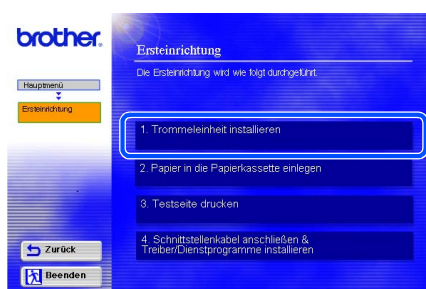 brother.
Ersteinrichtung
Die Ersteinrichtung wird wie folgt durchgeführt.
Hauptmenü
Ersteinrichtung
1. Trommeleinheit installieren
2. Papier in die Papierkassette einlegen
3. Testseite drucken
4. Schnittstellenkabel anschließen &
Treiber/Dienstprogramme installieren
Zurück
Beenden